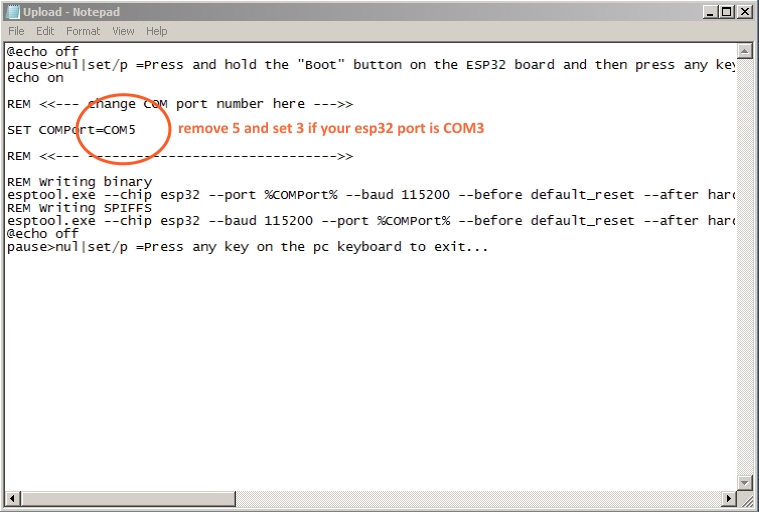 Upload - Notepad
File Edit Format View Help
@echo off
pause>nul|set/p =Press and hold the "Boot" button on the ESP32 board and then press any key
echo on
REM <<--- change COM port number here --->>
SET COMPort=COM5
remove 5 and set 3 if your esp32 port is COM3
REM <<--- -------------------------------->>
REM Writing binary
esptool.exe --chip esp32 --port %COMPort% --baud 115200 --before default_reset --after hard
REM Writing SPIFFS
esptool.exe --chip esp32 --baud 115200 --port %COMPort% --before default_reset --after hard
@echo off
pause>nul|set/p =Press any key on the pc keyboard to exit...